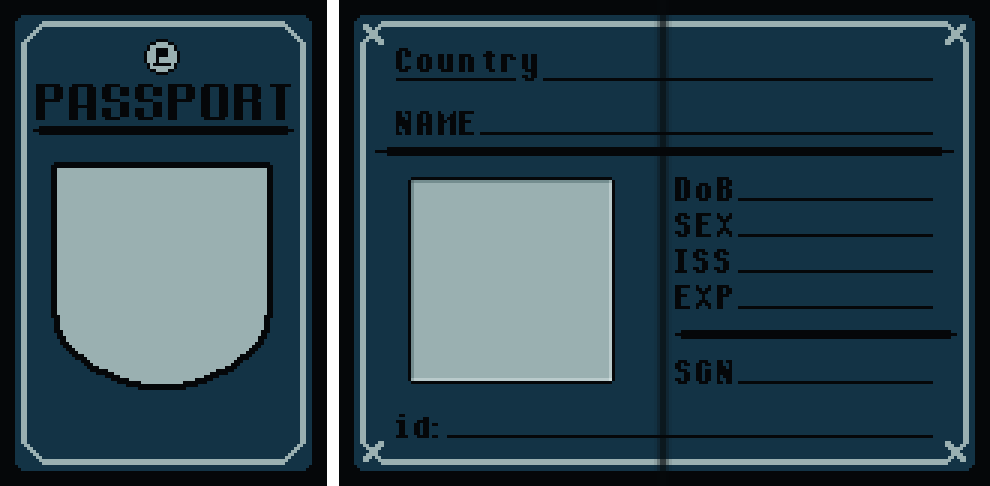 PASSPORT
Country
NAME
DoB
SEX
ISS
EXP
SGN
id: